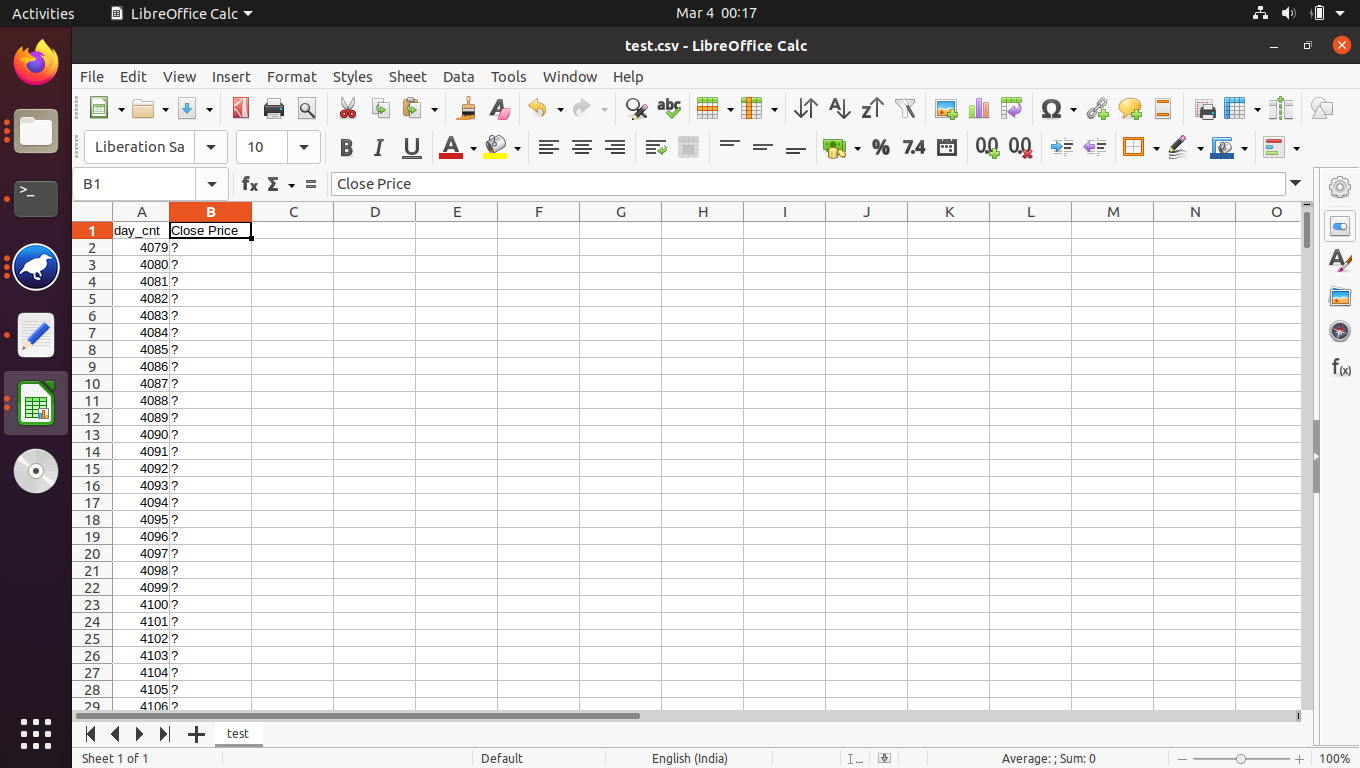 Activities LibreOffice Calc Mar 4 00:17
test.csv - LibreOffice Calc
File Edit View Insert Format Styles Sheet Data Tools Window Help
Liberation Sa 10
B1 Close Price
A B C D E F G H I J K L M N O
1 day_cnt Close Price
2 4079 ?
3 4080 ?
4 4081 ?
5 4082 ?
6 4083 ?
7 4084 ?
8 4085 ?
9 4086 ?
10 4087 ?
11 4088 ?
12 4089 ?
13 4090 ?
14 4091 ?
15 4092 ?
16 4093 ?
17 4094 ?
18 4095 ?
19 4096 ?
20 4097 ?
21 4098 ?
22 4099 ?
23 4100 ?
24 4101 ?
25 4102 ?
26 4103 ?
27 4104 ?
28 4105 ?
29 4106 ?
test
Sheet 1 of 1 Default English (India) Average: ; Sum: 0 100%